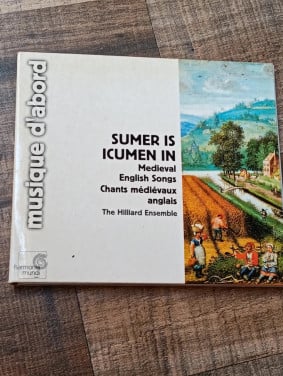 musique d'abord
SUMER IS
ICUMEN IN
Medieval
English Songs
Chants médiévaux
anglais
The Hilliard Ensemble
harmonia
mundi